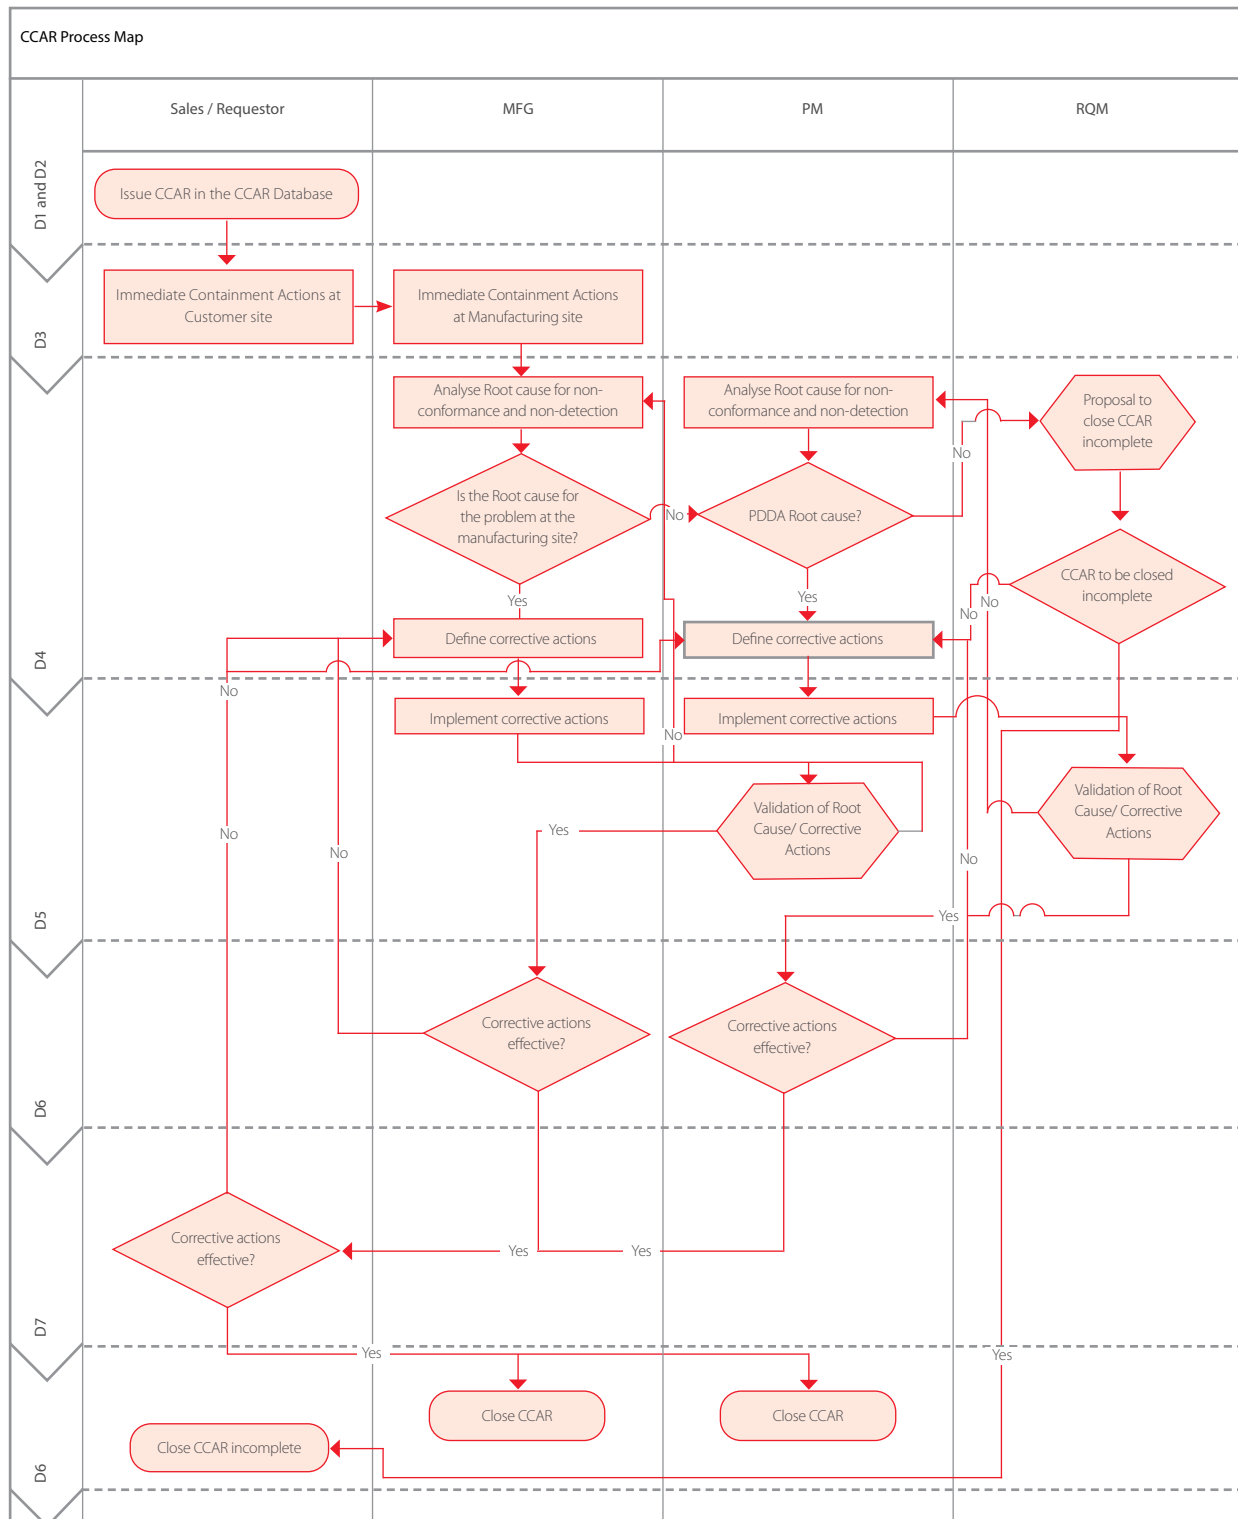 CCAR Process Map
Sales / Requestor
MFG
PM
RQM
D1 and D2
Issue CCAR in the CCAR Database
D3
Immediate Containment Actions at
Customer site
Immediate Containment Actions
at Manufacturing site
D4
Analyse Root cause for non-
conformance and non-detection
Analyse Root cause for non-
conformance and non-detection
Proposal to
close CCAR
incomplete
No
Is the Root cause for
the problem at the
manufacturing site?
No
PDDA Root cause?
CCAR to be closed
incomplete
Yes
Yes
No
No
Define corrective actions
Define corrective actions
No
D5
Implement corrective actions
Implement corrective actions
No
Validation of Root
Cause/ Corrective
Actions
Validation of Root
Cause/ Corrective
Actions
No
Yes
No
No
Yes
D6
Corrective actions
effective?
Corrective actions
effective?
D7
Corrective actions
effective?
Yes
Yes
Yes
Yes
D6
Close CCAR
Close CCAR
Close CCAR incomplete